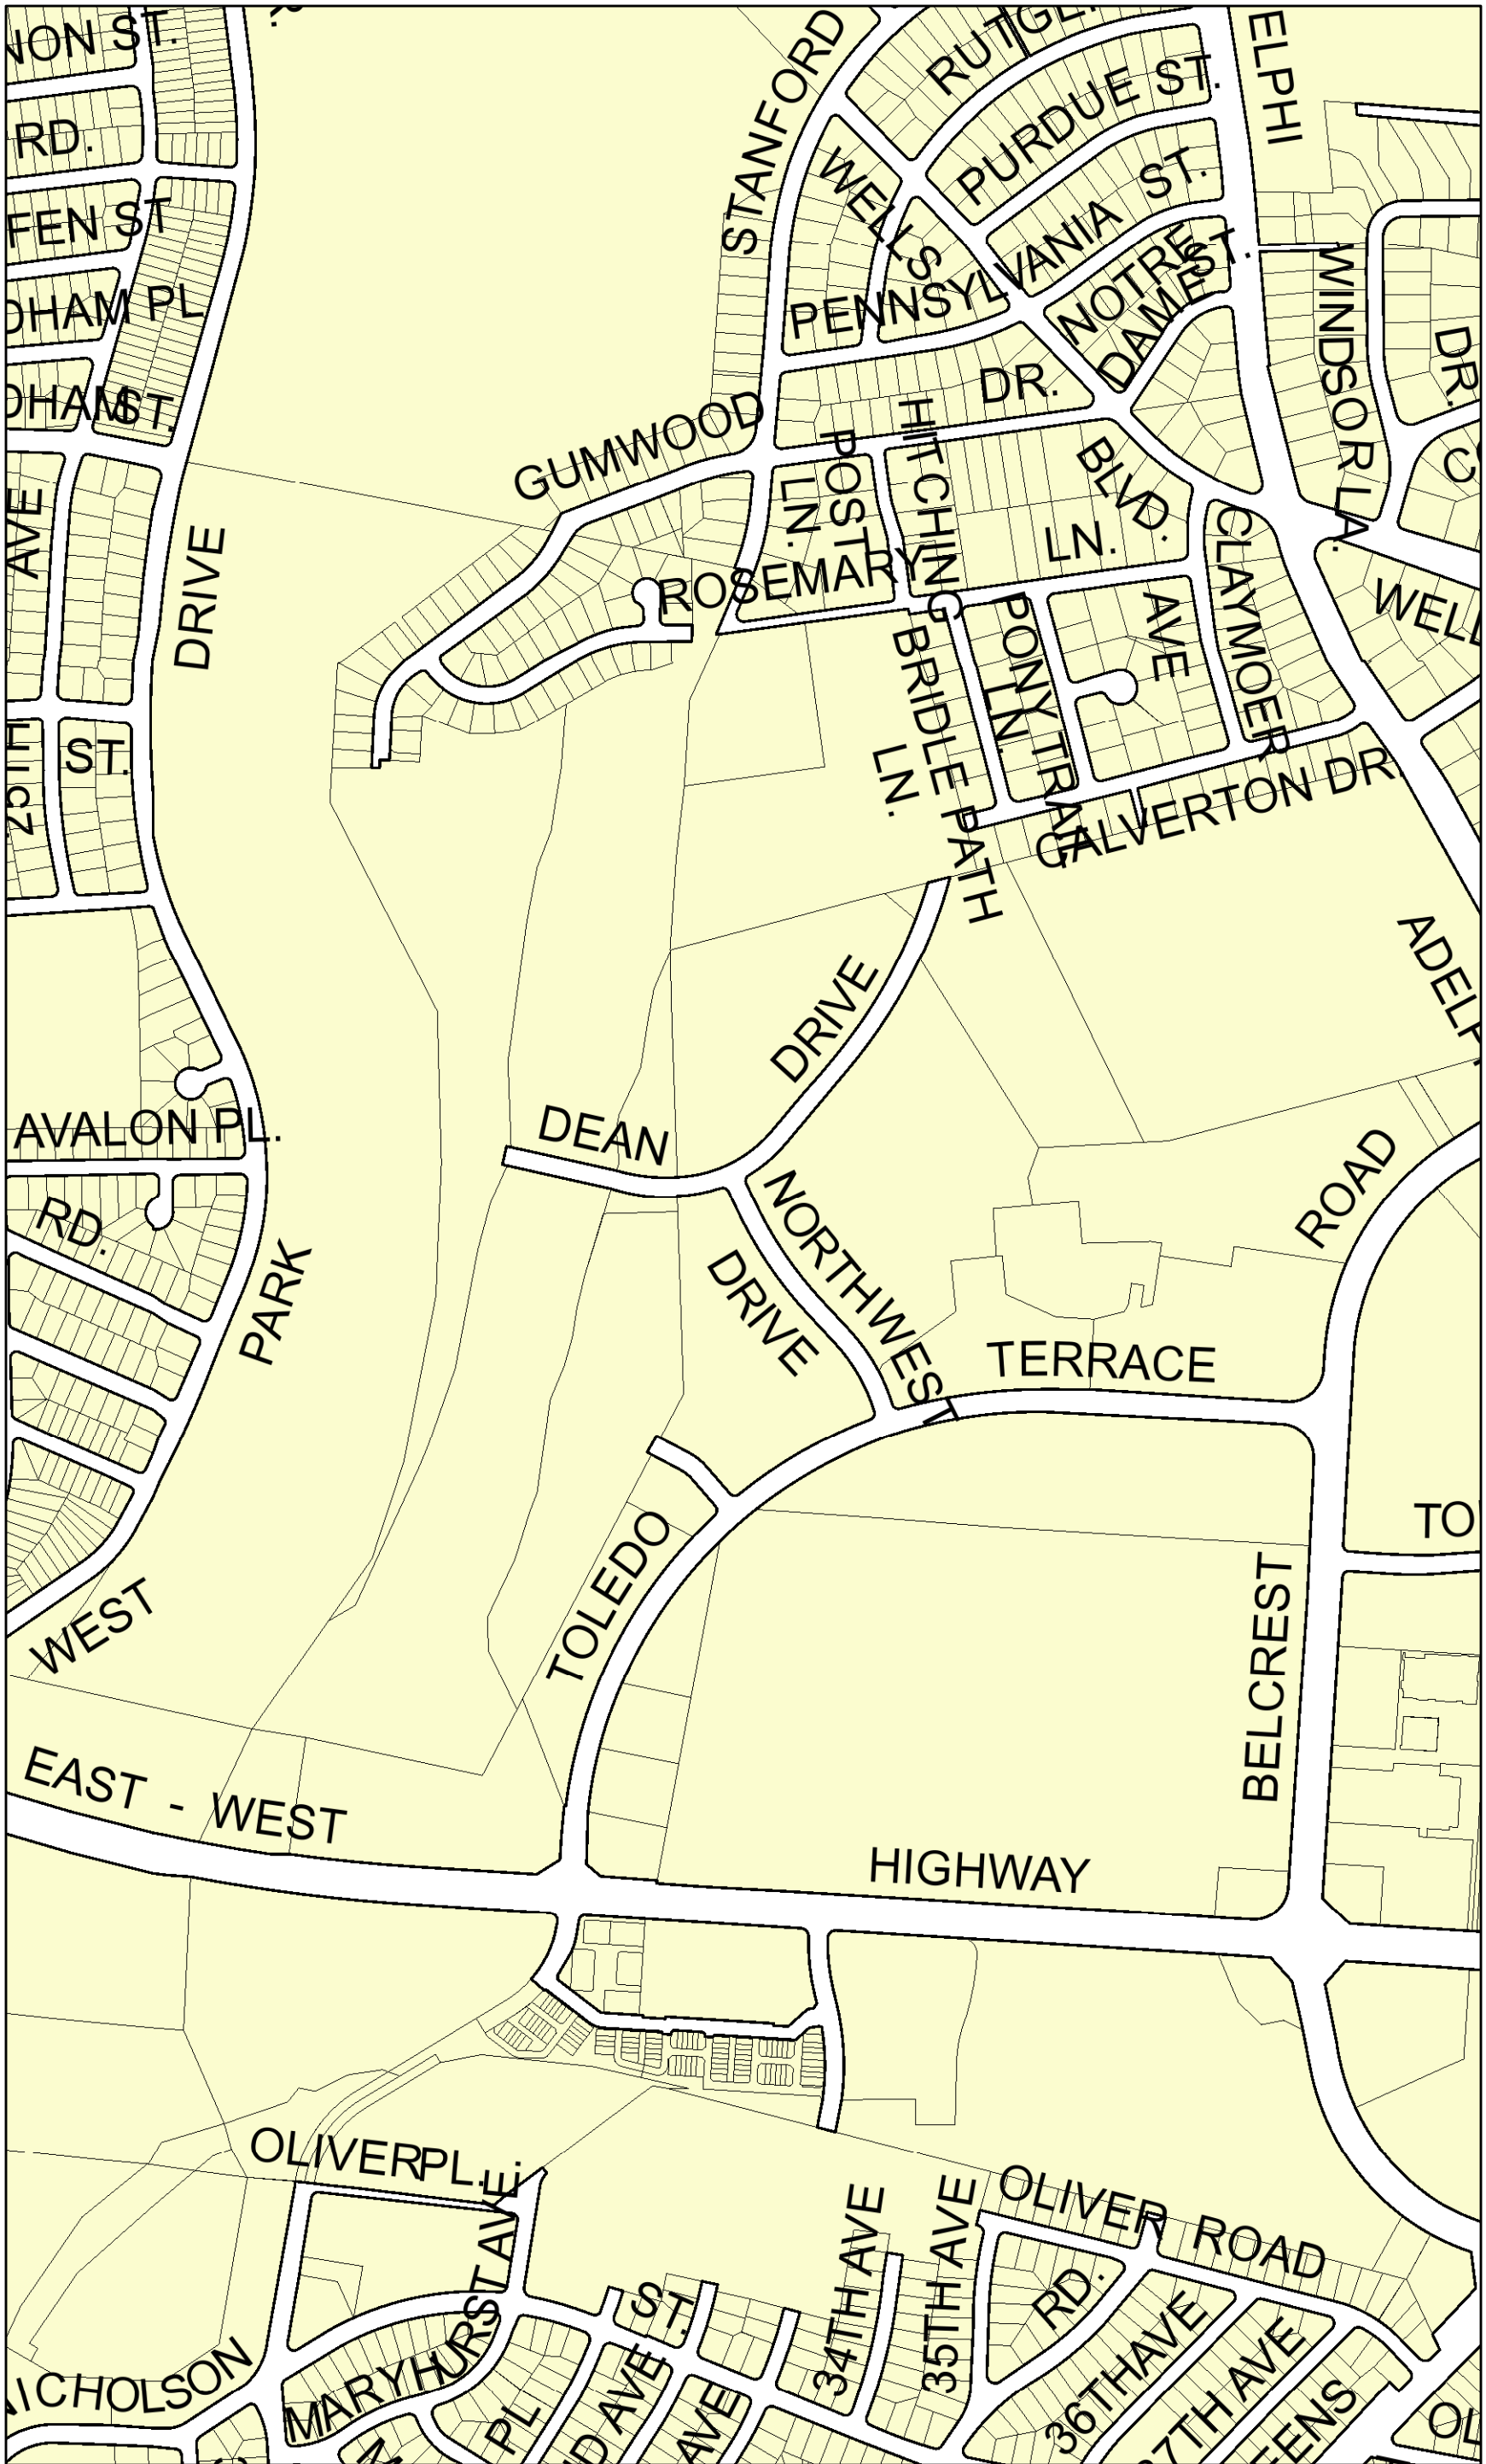 NON ST.
RD.
FEN ST
DHAM PL
DHAM
ST.
AVE
DRIVE
ST.
AVALON PL.
RD.
PARK
WEST
STANFORD
RUTGE
ELPHI
PURDUE ST.
WELLS
PENNSYLVANIA ST.
NOTRE
DAME
ST.
WINDSOR LA.
DR.
DR.
GUMWOOD
HITCHING
POST
LN.
BLVD.
LN.
ROSEMARY
CLAYMOER
AVE
WELL
PONY TRAIL
LN.
BRIDLE PATH
LN.
CALVERTON DR.
ADELP
DRIVE
DEAN
NORTHWEST
DRIVE
ROAD
TERRACE
TO
TOLEDO
BELCREST
EAST - WEST
HIGHWAY
OLIVER PL.
OLIVER ROAD
34TH AVE
35TH AVE
RD.
ST.
MARYHURST AVE.
NICHOLSON
36TH AVE
37TH AVE
EENS
PL
D AVE
AVE
OL